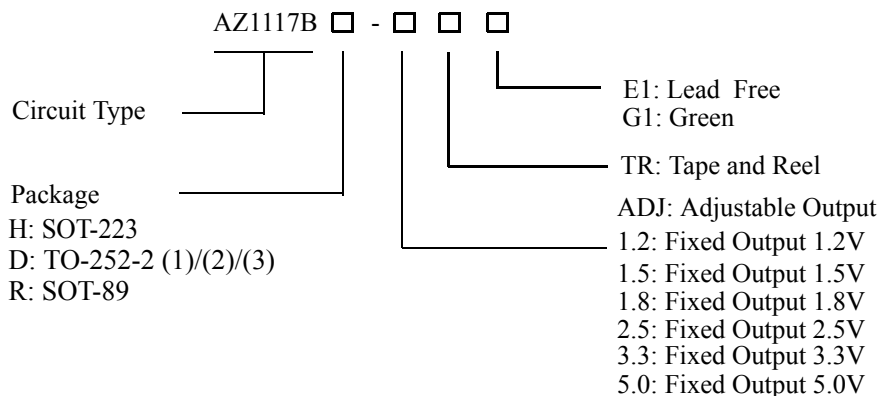 AZ1117B □ - □ □ □
Circuit Type
Package
H: SOT-223
D: TO-252-2 (1)/(2)/(3)
R: SOT-89
E1: Lead Free
G1: Green
TR: Tape and Reel
ADJ: Adjustable Output
1.2: Fixed Output 1.2V
1.5: Fixed Output 1.5V
1.8: Fixed Output 1.8V
2.5: Fixed Output 2.5V
3.3: Fixed Output 3.3V
5.0: Fixed Output 5.0V